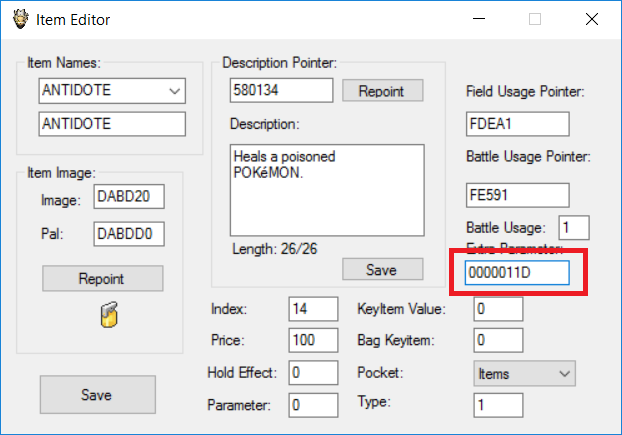 Item Editor
Item Names:
ANTIDOTE
ANTIDOTE
Item Image:
Image: DABD20
Pal: DABDD0
Repoint
Save
Description Pointer:
580134 Repoint
Description:
Heals a poisoned
POKéMON.
Length: 26/26
Save
Field Usage Pointer:
FDEA1
Battle Usage Pointer:
FE591
Battle Usage: 1
Extra Parameter:
0000011D
Index: 14
Price: 100
Hold Effect: 0
Parameter: 0
KeyItem Value: 0
Bag Keyitem: 0
Pocket: Items
Type: 1